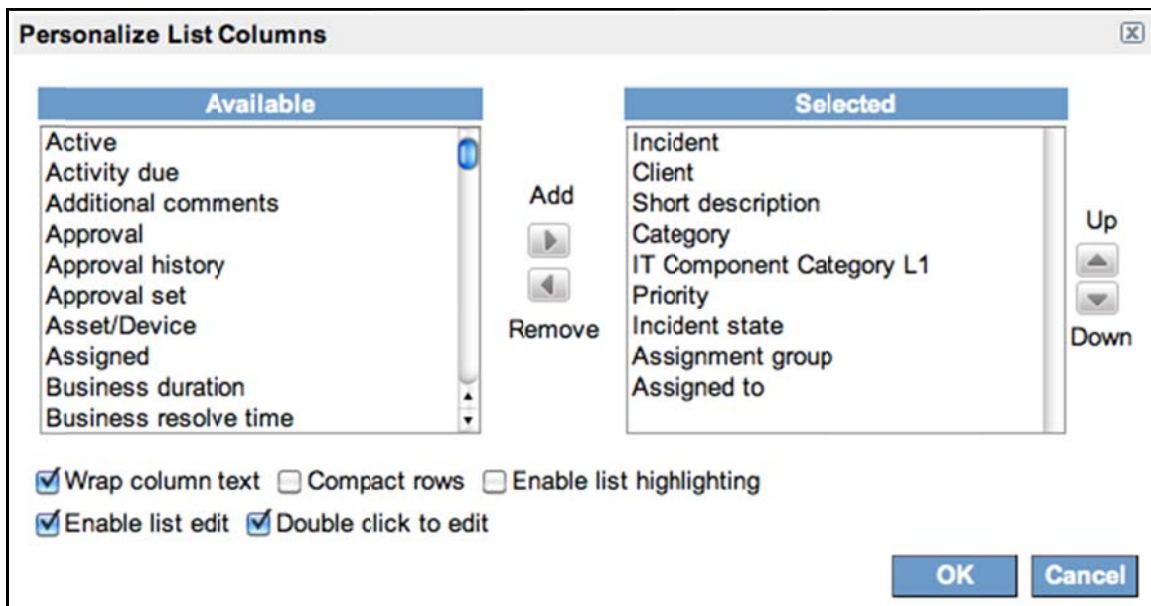 Personalize List Columns
Available
Active
Activity due
Additional comments
Approval
Approval history
Approval set
Asset/Device
Assigned
Business duration
Business resolve time
Add
Remove
Selected
Incident
Client
Short description
Category
IT Component Category L1
Priority
Incident state
Assignment group
Assigned to
Up
Down
Wrap column text Compact rows Enable list highlighting
Enable list edit Double click to edit
OK Cancel